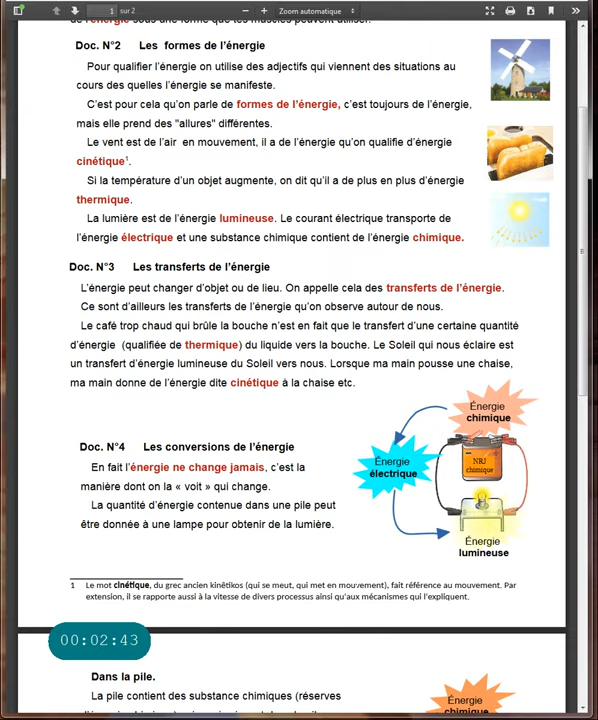 1 sur 2
Zoom automatique
de l'énergie sous une forme que tes muscles peuvent utiliser.
Doc. N°2 Les formes de l'énergie
Pour qualifier l'énergie on utilise des adjectifs qui viennent des situations au
cours des quelles l'énergie se manifeste.
C'est pour cela qu'on parle de formes de l'énergie, c'est toujours de l'énergie,
mais elle prend des "allures" différentes.
Le vent est de l'air en mouvement, il a de l'énergie qu'on qualifie d'énergie
cinétique¹.
Si la température d'un objet augmente, on dit qu'il a de plus en plus d'énergie
thermique.
La lumière est de l'énergie lumineuse. Le courant électrique transporte de
l'énergie électrique et une substance chimique contient de l'énergie chimique.
Doc. N°3 Les transferts de l'énergie
L'énergie peut changer d'objet ou de lieu. On appelle cela des transferts de l'énergie.
Ce sont d'ailleurs les transferts de l'énergie qu'on observe autour de nous.
Le café trop chaud qui brûle la bouche n'est en fait que le transfert d'une certaine quantité
d'énergie (qualifiée de thermique) du liquide vers la bouche. Le Soleil qui nous éclaire est
un transfert d'énergie lumineuse du Soleil vers nous. Lorsque ma main pousse une chaise,
ma main donne de l'énergie dite cinétique à la chaise etc.
Énergie
chimique
Doc. N°4 Les conversions de l'énergie
En fait l'énergie ne change jamais, c'est la
manière dont on la « voit » qui change.
La quantité d'énergie contenue dans une pile peut
être donnée à une lampe pour obtenir de la lumière.
Énergie
électrique
NRJ
chimique
Énergie
lumineuse
1 Le mot cinétique, du grec ancien kinêtikos (qui se meut, qui met en mouvement), fait référence au mouvement. Par
extension, il se rapporte aussi à la vitesse de divers processus ainsi qu'aux mécanismes qui l'expliquent.
00:02:43
Dans la pile.
La pile contient des substance chimiques (réserves
Énergie
chimique